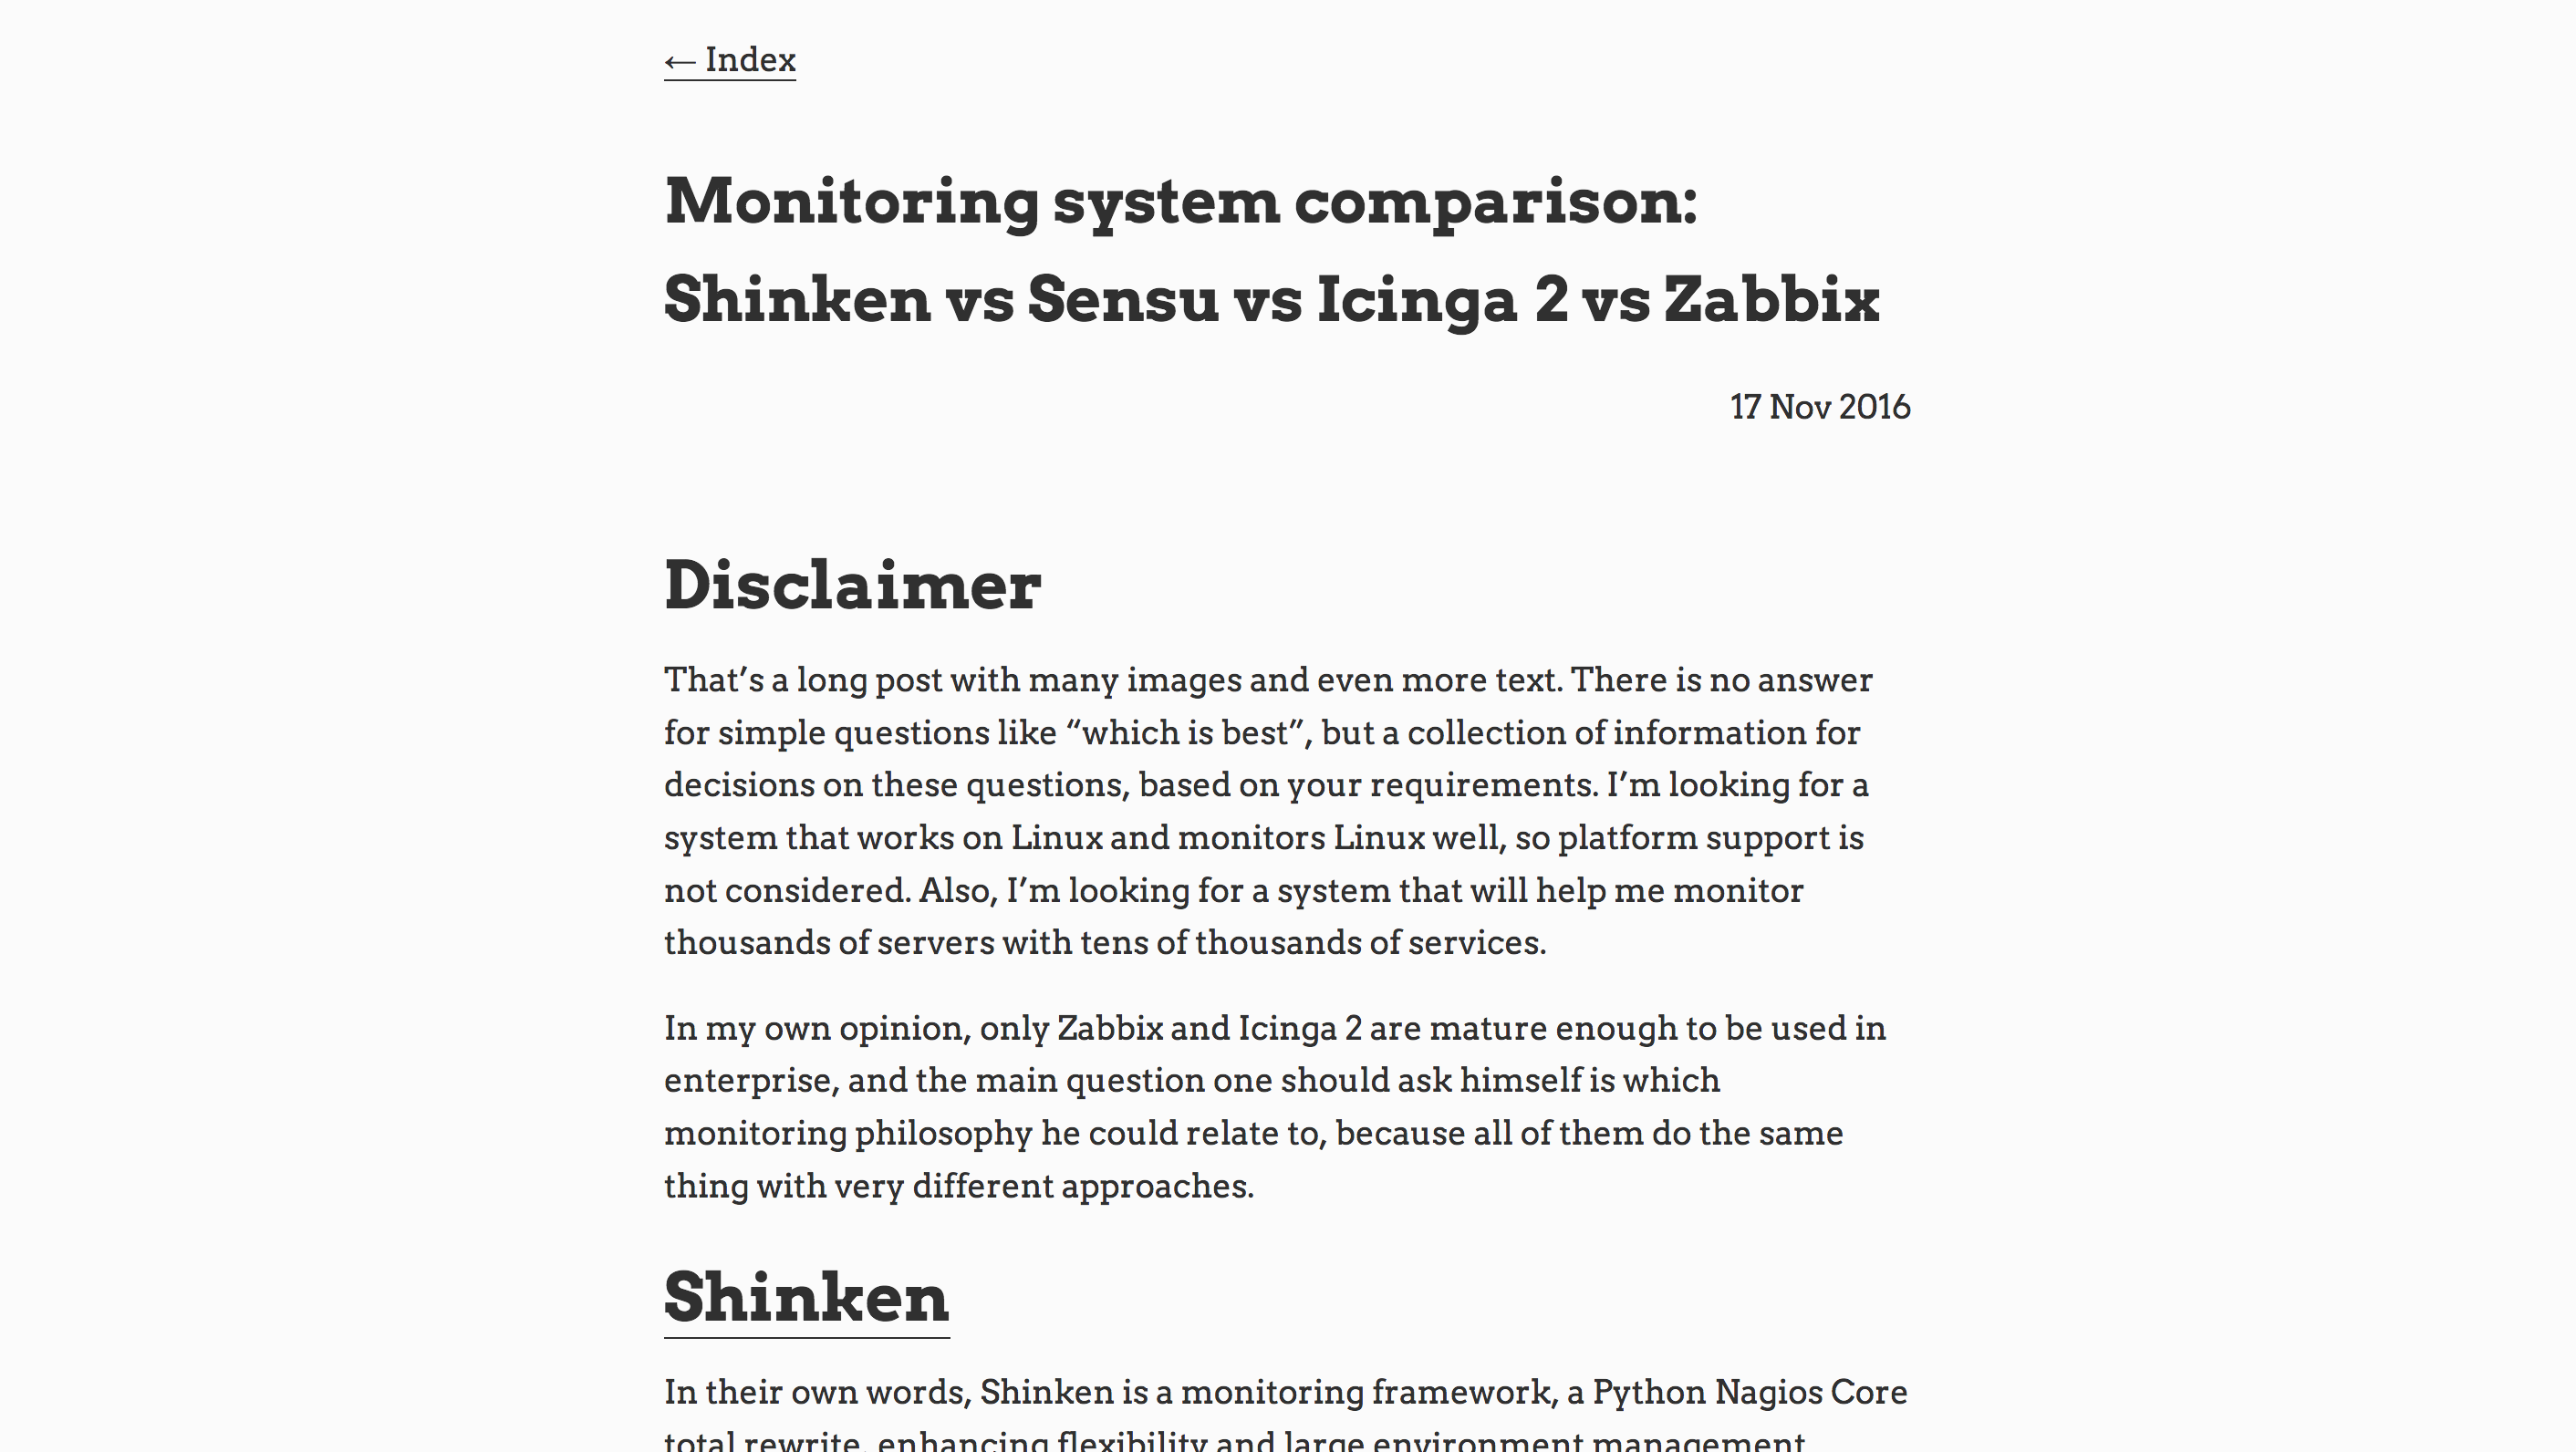 ← Index
Monitoring system comparison:
Shinken vs Sensu vs Icinga 2 vs Zabbix
17 Nov 2016
Disclaimer
That’s a long post with many images and even more text. There is no answer
for simple questions like “which is best”, but a collection of information for
decisions on these questions, based on your requirements. I’m looking for a
system that works on Linux and monitors Linux well, so platform support is
not considered. Also, I’m looking for a system that will help me monitor
thousands of servers with tens of thousands of services.
In my own opinion, only Zabbix and Icinga 2 are mature enough to be used in
enterprise, and the main question one should ask himself is which
monitoring philosophy he could relate to, because all of them do the same
thing with very different approaches.
Shinken
In their own words, Shinken is a monitoring framework, a Python Nagios Core
total rewrite, enhancing flexibility and large environment management.